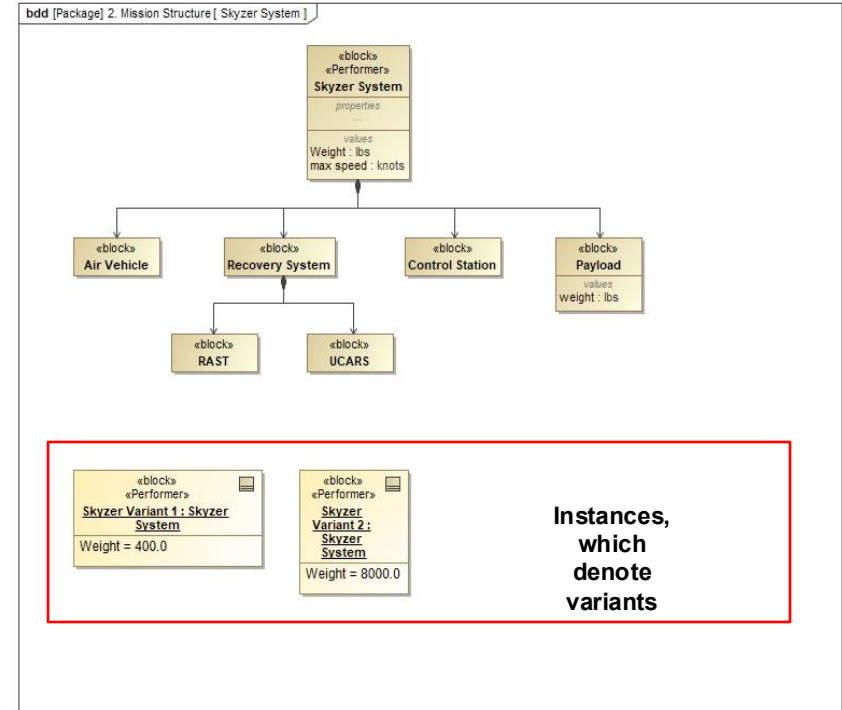 bdd [Package] 2. Mission Structure [ Skyzer System ]
«block»
«Performer»
Skyzer System
properties
...
values
Weight : lbs
max speed : knots
«block»
Air Vehicle
«block»
Recovery System
«block»
Control Station
«block»
Payload
values
weight : lbs
«block»
RAST
«block»
UCARS
«block»
«Performer»
Skyzer Variant 1 : Skyzer
System
Weight = 400.0
«block»
«Performer»
Skyzer
Variant 2 :
Skyzer
System
Weight = 8000.0
Instances,
which
denote
variants